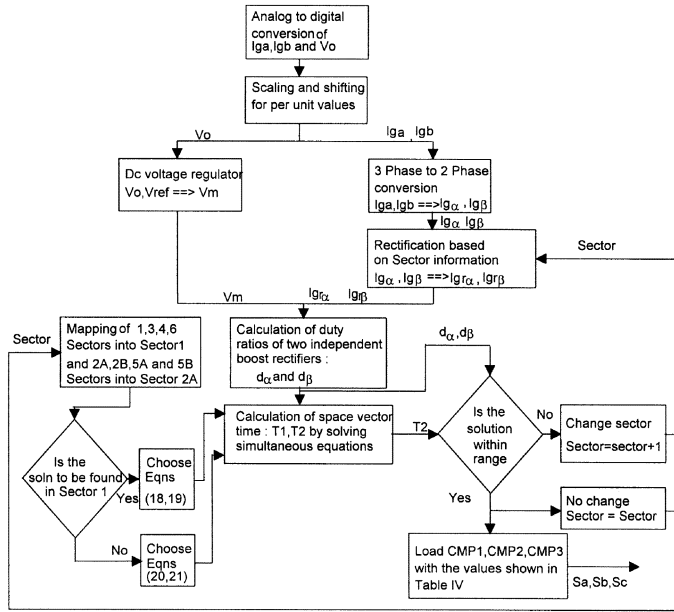 Analog to digital
conversion of
Iga,Igb and Vo
Scaling and shifting
for per unit values
Vo
Iga, Igb
Dc voltage regulator
Vo,Vref ==> Vm
3 Phase to 2 Phase
conversion
Iga,Igb ==>Igα , Igβ
Igα Igβ
Rectification based
on Sector information
Igα , Igβ ==>Igrα, Igrβ
Sector
Vm
Igrα Igrβ
Sector
Mapping of 1,3,4,6
Sectors into Sector1
and 2A,2B,5A and 5B
Sectors into Sector 2A
Calculation of duty
ratios of two independent
boost rectifiers :
dα and dβ
dα,dβ
Calculation of space vector
time : T1,T2 by solving
simultaneous equations
T2
Is the
solution
within
range
No
Change sector
Sector=sector+1
Is the
soln to be found
in Sector 1
Yes
Choose
Eqns
(18,19)
No
Choose
Eqns
(20,21)
Yes
No change
Sector = Sector
Load CMP1,CMP2,CMP3
with the values shown in
Table IV
Sa,Sb,Sc